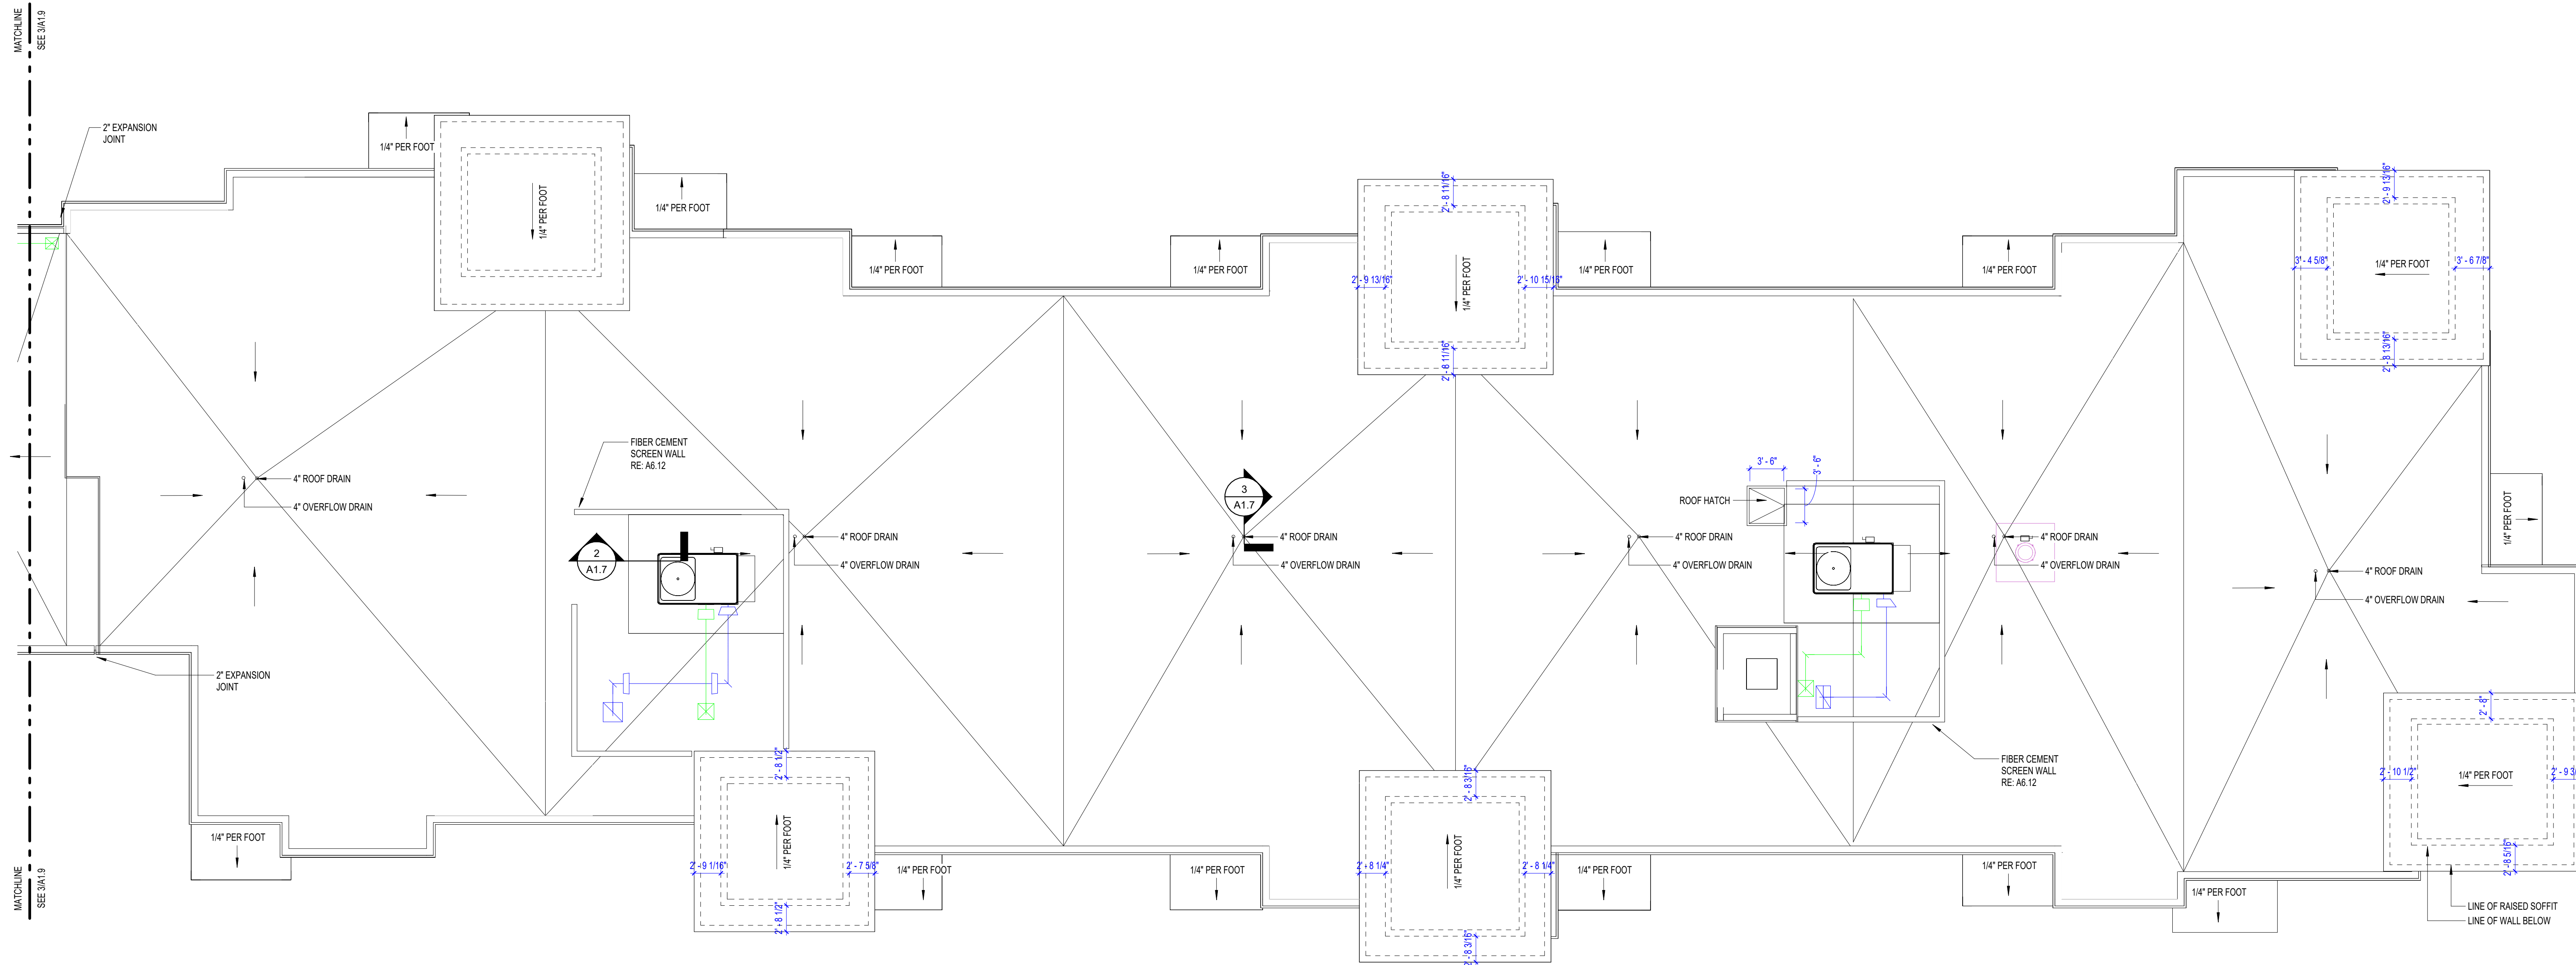 MATCHLINE
SEE 3/A1.9
2" EXPANSION
JOINT
1/4" PER FOOT
1/4" PER FOOT
1/4" PER FOOT
1/4" PER FOOT
1/4" PER FOOT
2' - 8 11/16"
2' - 9 13/16"
1/4" PER FOOT
2' - 10 15/16"
2' - 8 11/16"
1/4" PER FOOT
1/4" PER FOOT
2' - 9 13/16"
3' - 4 5/8"
1/4" PER FOOT
3' - 6 7/8"
2' - 8 13/16"
4" ROOF DRAIN
4" OVERFLOW DRAIN
FIBER CEMENT
SCREEN WALL
RE: A6.12
2
A1.7
4" ROOF DRAIN
4" OVERFLOW DRAIN
3
A1.7
4" ROOF DRAIN
4" OVERFLOW DRAIN
3' - 6"
3' - 6"
ROOF HATCH
4" ROOF DRAIN
4" OVERFLOW DRAIN
4" ROOF DRAIN
4" OVERFLOW DRAIN
4" ROOF DRAIN
4" OVERFLOW DRAIN
1/4" PER FOOT
2" EXPANSION
JOINT
FIBER CEMENT
SCREEN WALL
RE: A6.12
MATCHLINE
SEE 3/A1.9
1/4" PER FOOT
2' - 8 1/2"
2' - 9 1/16"
1/4" PER FOOT
2' - 7 5/8"
2' - 8 1/2"
1/4" PER FOOT
1/4" PER FOOT
2' - 8 3/16"
2' - 8 1/4"
1/4" PER FOOT
2' - 8 1/4"
2' - 8 3/16"
1/4" PER FOOT
1/4" PER FOOT
1/4" PER FOOT
2' - 8"
2' - 10 1/2"
1/4" PER FOOT
2' - 9 3/
2' - 8 5/16"
LINE OF RAISED SOFFIT
LINE OF WALL BELOW